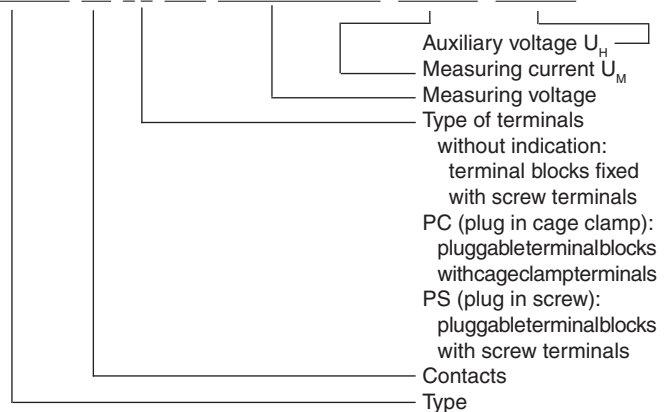 Auxiliary voltage U_H
Measuring current U_M
Measuring voltage
Type of terminals
without indication:
terminal blocks fixed
with screw terminals
PC (plug in cage clamp):
pluggableterminalblocks
withcageclampterminals
PS (plug in screw):
pluggableterminalblocks
with screw terminals
Contacts
Type